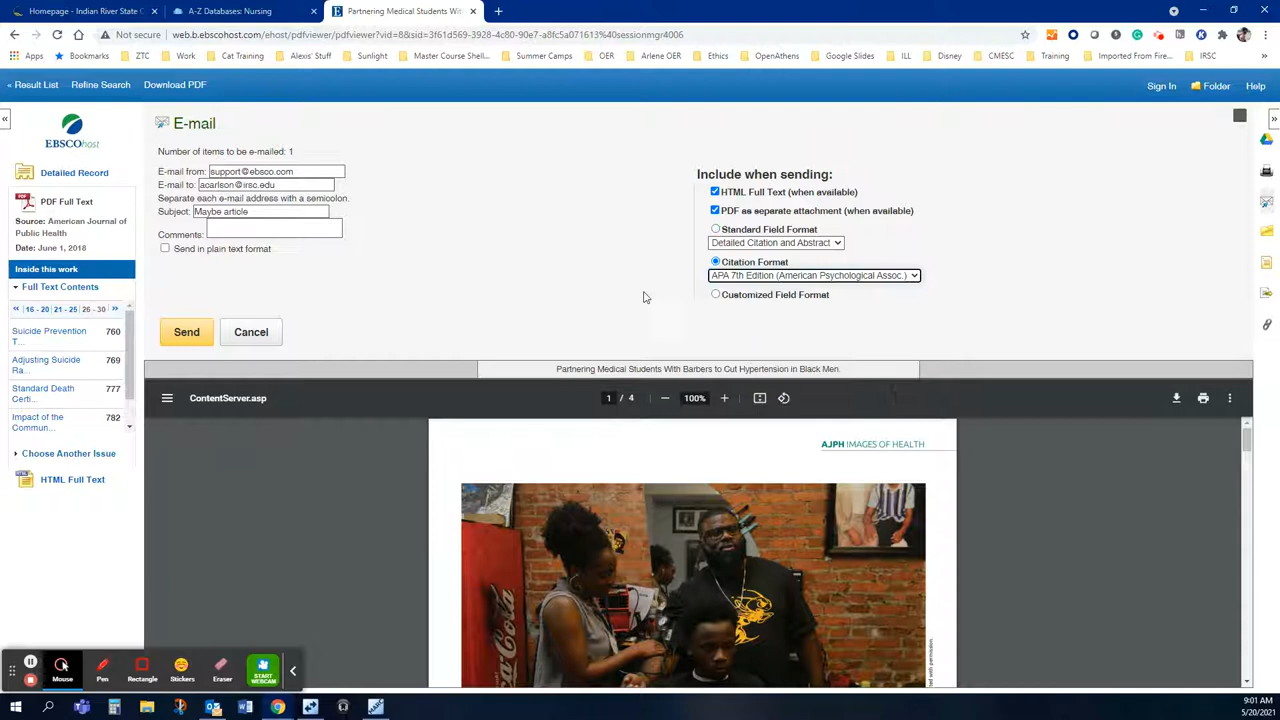 Homepage - Indian River State C
A-Z Databases: Nursing
Partnering Medical Students Wit
Not secure
web.b.ebscohost.com/ehost/pdfviewer/pdfviewer?vid=8&sid=3f61d569-3928-4c80-90e7-a8fc5a071613%40sessionmgr4006
Apps
Bookmarks
ZTC
Work
Cat Training
Alexis' Stuff
Sunlight
Master Course Shell...
Summer Camps
OER
Arlene OER
Ethics
OpenAthens
Google Slides
ILL
Disney
CMESC
Training
Imported From Fire...
IRSC
« Result List
Refine Search
Download PDF
Sign In
Folder
Help
EBSCOhost
Detailed Record
PDF Full Text
Source: American Journal of
Public Health
Date: June 1, 2018
Inside this work
Full Text Contents
« 16 - 20 21 - 25 26 - 30 »
Suicide Prevention
T...
760
Adjusting Suicide
Ra...
769
Standard Death
Certi...
777
Impact of the
Commun...
782
Choose Another Issue
HTML Full Text
E-mail
Number of items to be e-mailed: 1
E-mail from: support@ebsco.com
E-mail to: acarlson@irsc.edu
Separate each e-mail address with a semicolon.
Subject: Maybe article
Comments:
Send in plain text format
Include when sending:
HTML Full Text (when available)
PDF as separate attachment (when available)
Standard Field Format
Detailed Citation and Abstract
Citation Format
APA 7th Edition (American Psychological Assoc.)
Customized Field Format
Send
Cancel
Partnering Medical Students With Barbers to Cut Hypertension in Black Men.
ContentServer.asp
1 / 4
100%
AJPH IMAGES OF HEALTH
Coca-Cola
Mouse
Pen
Rectangle
Stickers
Eraser
START
WEBCAM
9:01 AM
5/20/2021